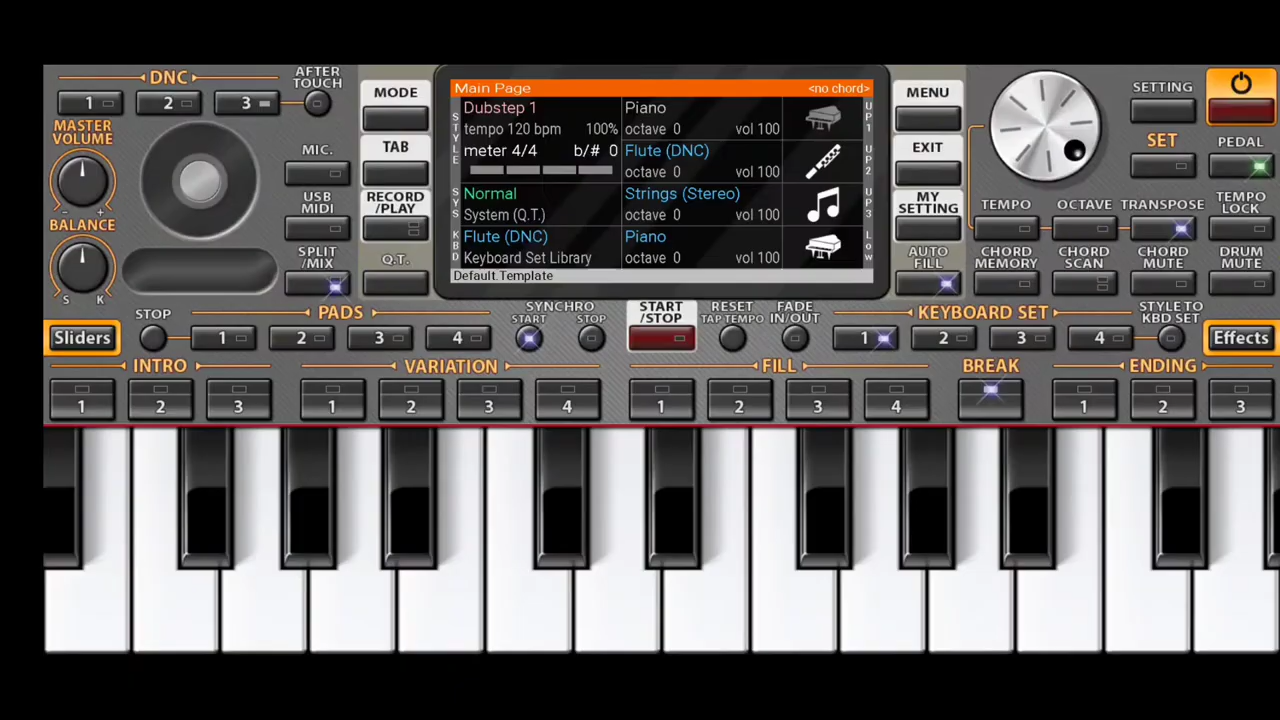 DNC
1
2
3
AFTER
TOUCH
MASTER
VOLUME
- +
BALANCE
S K
MIC.
USB
MIDI
SPLIT
/MIX
MODE
TAB
RECORD
/PLAY
Q.T.
Main Page <no chord>
STYLE
Dubstep 1
tempo 120 bpm 100%
meter 4/4 b/# 0
SYS
Normal
System (Q.T.)
KBD
Flute (DNC)
Keyboard Set Library
Piano
octave 0 vol 100
UP1
Flute (DNC)
octave 0 vol 100
UP2
Strings (Stereo)
octave 0 vol 100
UP3
Piano
octave 0 vol 100
Low
Default Template
MENU
EXIT
MY
SETTING
AUTO
FILL
SETTING
SET
PEDAL
TEMPO
OCTAVE
TRANSPOSE
TEMPO
LOCK
CHORD
MEMORY
CHORD
SCAN
CHORD
MUTE
DRUM
MUTE
Sliders
STOP
PADS
1
2
3
4
SYNCHRO
START
STOP
START
/STOP
RESET
TAP TEMPO
FADE
IN/OUT
KEYBOARD SET
1
2
3
4
STYLE TO
KBD SET
Effects
INTRO
1
2
3
VARIATION
1
2
3
4
FILL
1
2
3
4
BREAK
ENDING
1
2
3